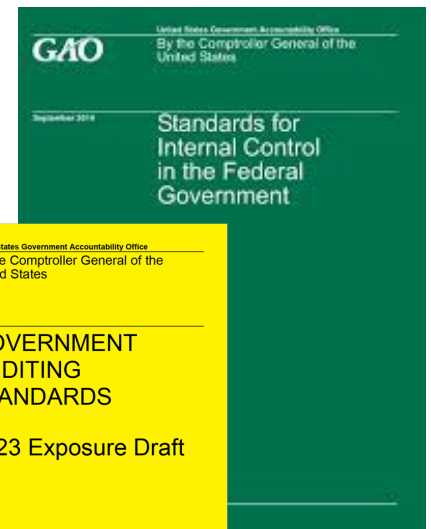 GAO
United States Government Accountability Office
By the Comptroller General of the
United States
September 2014
Standards for
Internal Control
in the Federal
Government
States Government Accountability Office
e Comptroller General of the
d States
OVERNMENT
DITING
ANDARDS
23 Exposure Draft